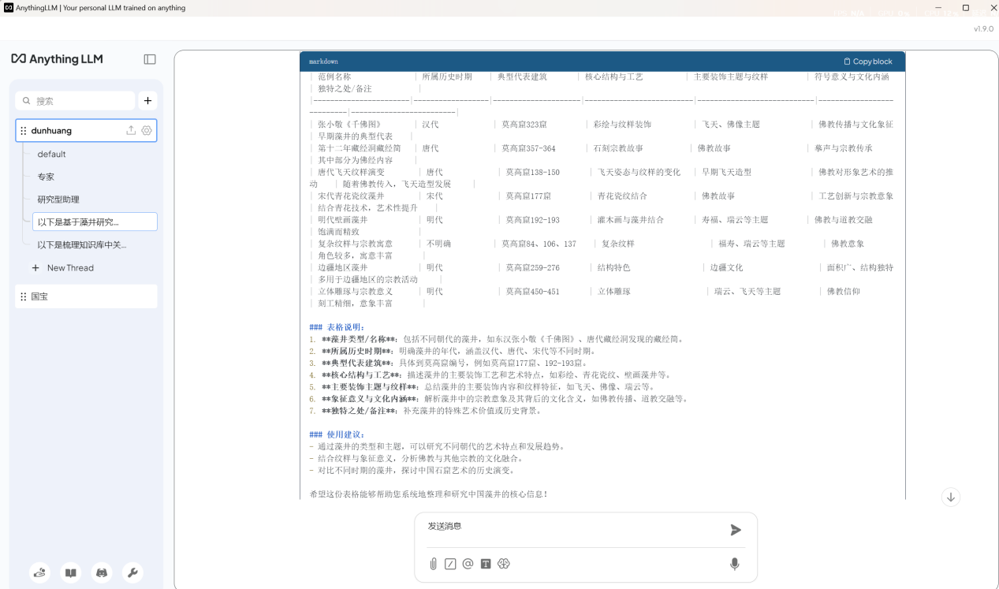 AnythingLLM | Your personal LLM trained on anything
v1.9.0
Anything LLM
搜索
dunhuang
default
专家
研究型助理
以下是基于藻井研究...
以下是梳理知识库中关...
+ New Thread
国宝
markdown
Copy block
| 范例名称 | 所属历史时期 | 典型代表建筑 | 核心结构与工艺 | 主要装饰主题与纹样 | 符号意义与文化内涵
| 独特之处/备注 |
|-----------------------|------------------|---------------------|--------------------------|----------------------------|------------------
---------|-------------------------|
| 张小敬《千佛图》 | 汉代 | 莫高窟323窟 | 彩绘与纹样装饰 | 飞天、佛像主题 | 佛教传播与文化象征
| 早期藻井的典型代表 |
| 第十二年藏经洞藏经简 | 唐代 | 莫高窟357-364 | 石刻宗教故事 | 佛教故事 | 摹声与宗教传承
| 其中部分为佛经内容 |
| 唐代飞天纹样演变 | 唐代 | 莫高窟138-150 | 飞天姿态与纹样的变化 | 早期飞天造型 | 佛教对形象艺术的推
动 | 随着佛教传入，飞天造型发展 |
| 宋代青花瓷纹藻井 | 宋代 | 莫高窟177窟 | 青花瓷纹结合 | 佛教故事 | 工艺创新与宗教意象
| 结合青花技术，艺术性提升 |
| 明代壁画藻井 | 明代 | 莫高窟192-193 | 灌木画与藻井结合 | 寿福、瑞云等主题 | 佛教与道教交融
| 饱满而精致 |
| 复杂纹样与宗教寓意 | 不明确 | 莫高窟84、106、137 | 复杂纹样 | 福寿、瑞云等主题 | 佛教意象
| 角色较多，寓意丰富 |
| 边疆地区藻井 | 明代 | 莫高窟259-276 | 结构特色 | 边疆文化 | 面积广、结构独特
| 多用于边疆地区的宗教活动 |
| 立体雕琢与宗教意义 | 明代 | 莫高窟450-451 | 立体雕琢 | 瑞云、飞天等主题 | 佛教信仰
| 刻工精细，意象丰富 |
### 表格说明：
1. **藻井类型/名称**：包括不同朝代的藻井，如东汉张小敬《千佛图》、唐代藏经洞发现的藏经简。
2. **所属历史时期**：明确藻井的年代，涵盖汉代、唐代、宋代等不同时期。
3. **典型代表建筑**：具体到莫高窟编号，例如莫高窟177窟、192-193窟。
4. **核心结构与工艺**：描述藻井的主要装饰工艺和艺术特点，如彩绘、青花瓷纹、壁画藻井等。
5. **主要装饰主题与纹样**：总结藻井的主要装饰内容和纹样特征，如飞天、佛像、瑞云等。
6. **象征意义与文化内涵**：解析藻井中的宗教意象及其背后的文化含义，如佛教传播、道教交融等。
7. **独特之处/备注**：补充藻井的特殊艺术价值或历史背景。
### 使用建议：
- 通过藻井的类型和主题，可以研究不同朝代的艺术特点和发展趋势。
- 结合纹样与象征意义，分析佛教与其他宗教的文化融合。
- 对比不同时期的藻井，探讨中国石窟艺术的历史演变。
希望这份表格能够帮助您系统地整理和研究中国藻井的核心信息！
发送消息